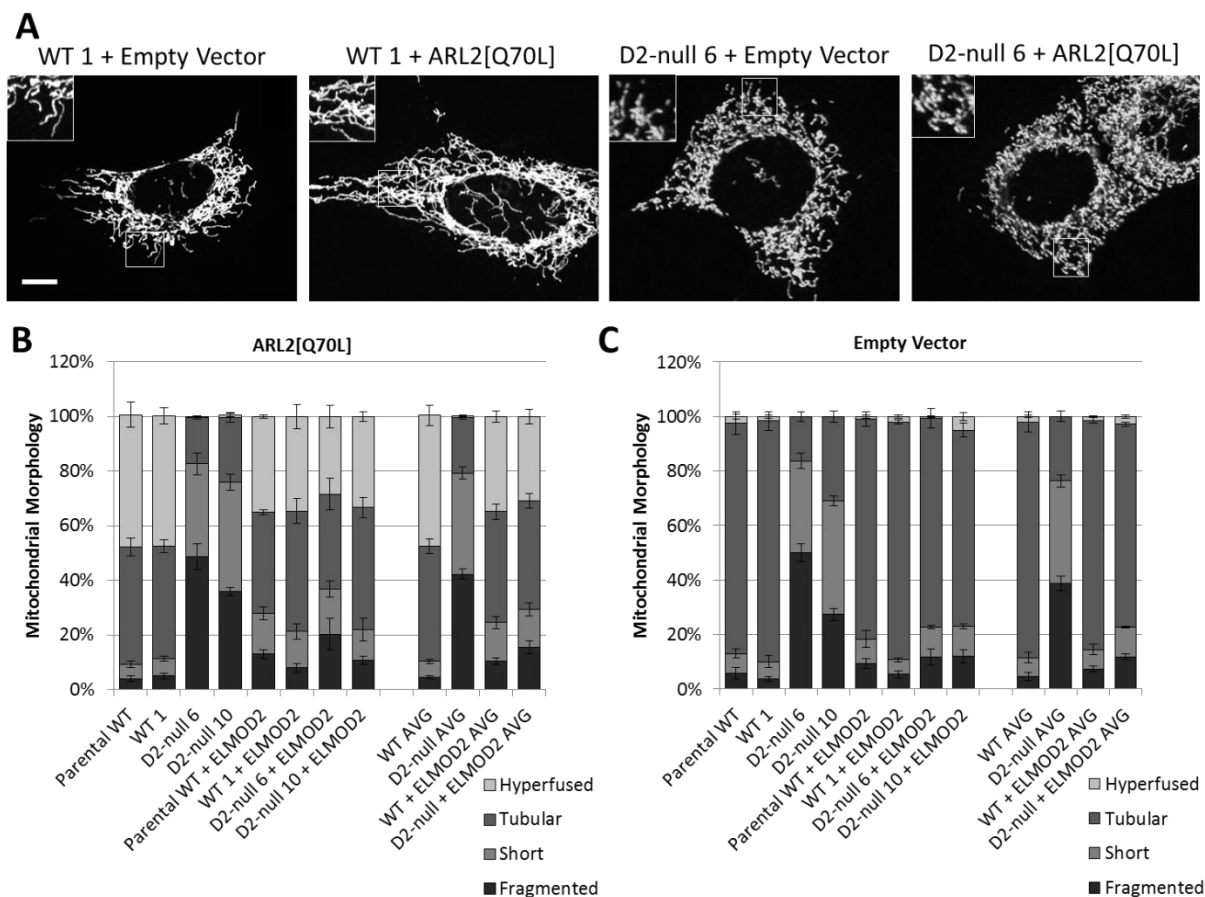 A
WT 1 + Empty Vector
WT 1 + ARL2[Q70L]
D2-null 6 + Empty Vector
D2-null 6 + ARL2[Q70L]
B
ARL2[Q70L]
Mitochondrial Morphology
120%
100%
80%
60%
40%
20%
0%
Parental WT
WT 1
D2-null 6
D2-null 10
Parental WT + ELMOD2
WT 1 + ELMOD2
D2-null 6 + ELMOD2
D2-null 10 + ELMOD2
WT AVG
D2-null AVG
WT + ELMOD2 AVG
D2-null + ELMOD2 AVG
Hyperfused
Tubular
Short
Fragmented
C
Empty Vector
Mitochondrial Morphology
120%
100%
80%
60%
40%
20%
0%
Parental WT
WT 1
D2-null 6
D2-null 10
Parental WT + ELMOD2
WT 1 + ELMOD2
D2-null 6 + ELMOD2
D2-null 10 + ELMOD2
WT AVG
D2-null AVG
WT + ELMOD2 AVG
D2-null + ELMOD2 AVG
Hyperfused
Tubular
Short
Fragmented